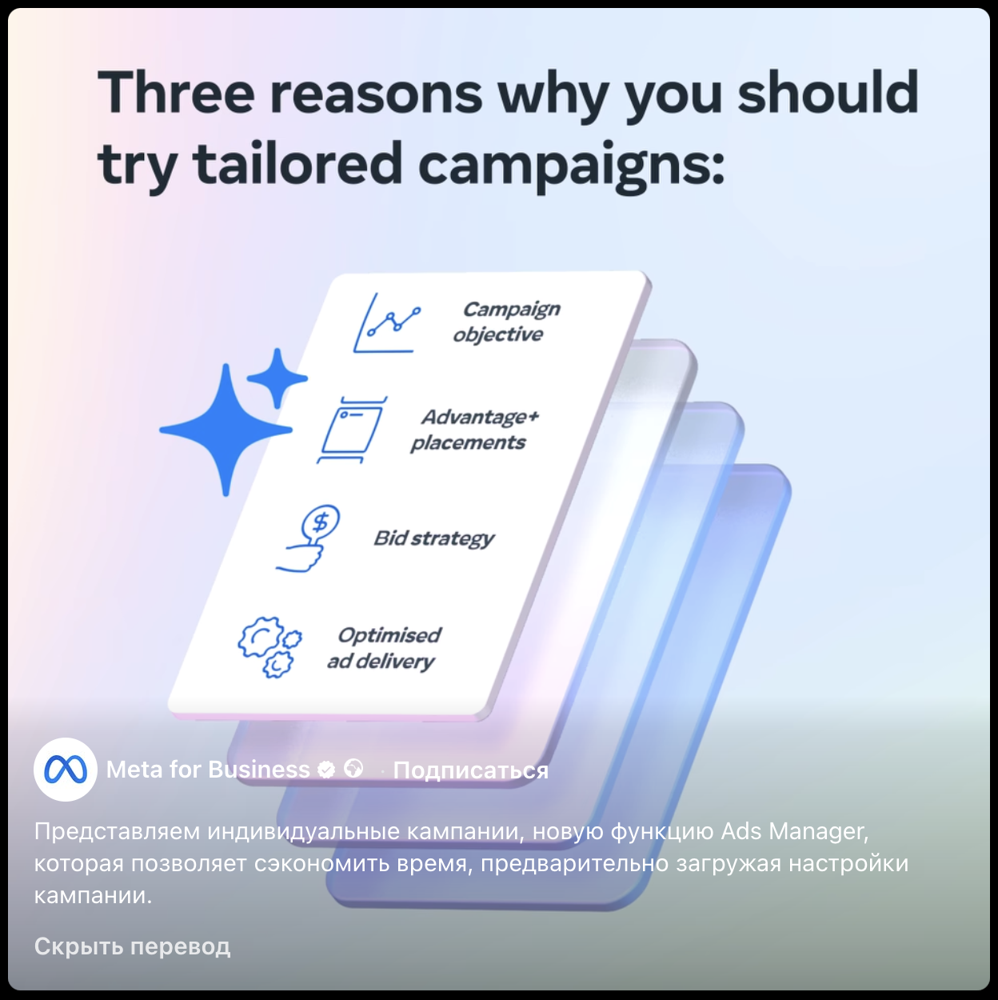 Three reasons why you should
try tailored campaigns:
Campaign
objective
Advantage+
placements
$
Bid strategy
Optimised
ad delivery
Meta for Business · Подписаться
Представляем индивидуальные кампании, новую функцию Ads Manager,
которая позволяет сэкономить время, предварительно загружая настройки
кампании.
Скрыть перевод